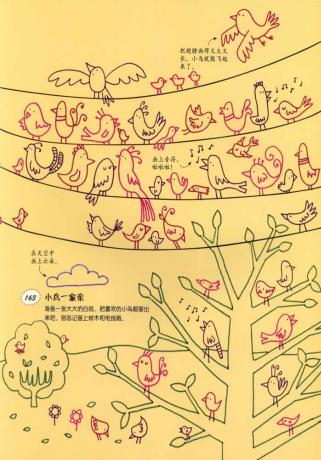 把翅膀画得又大又
长，小鸟就能飞起
来了。
画上音符，
啦啦啦！
在天空中
画上云朵。
163 小鸟一家亲
准备一张大大的白纸，把喜欢的小鸟都画出
来吧，别忘记画上树木和电线哦。